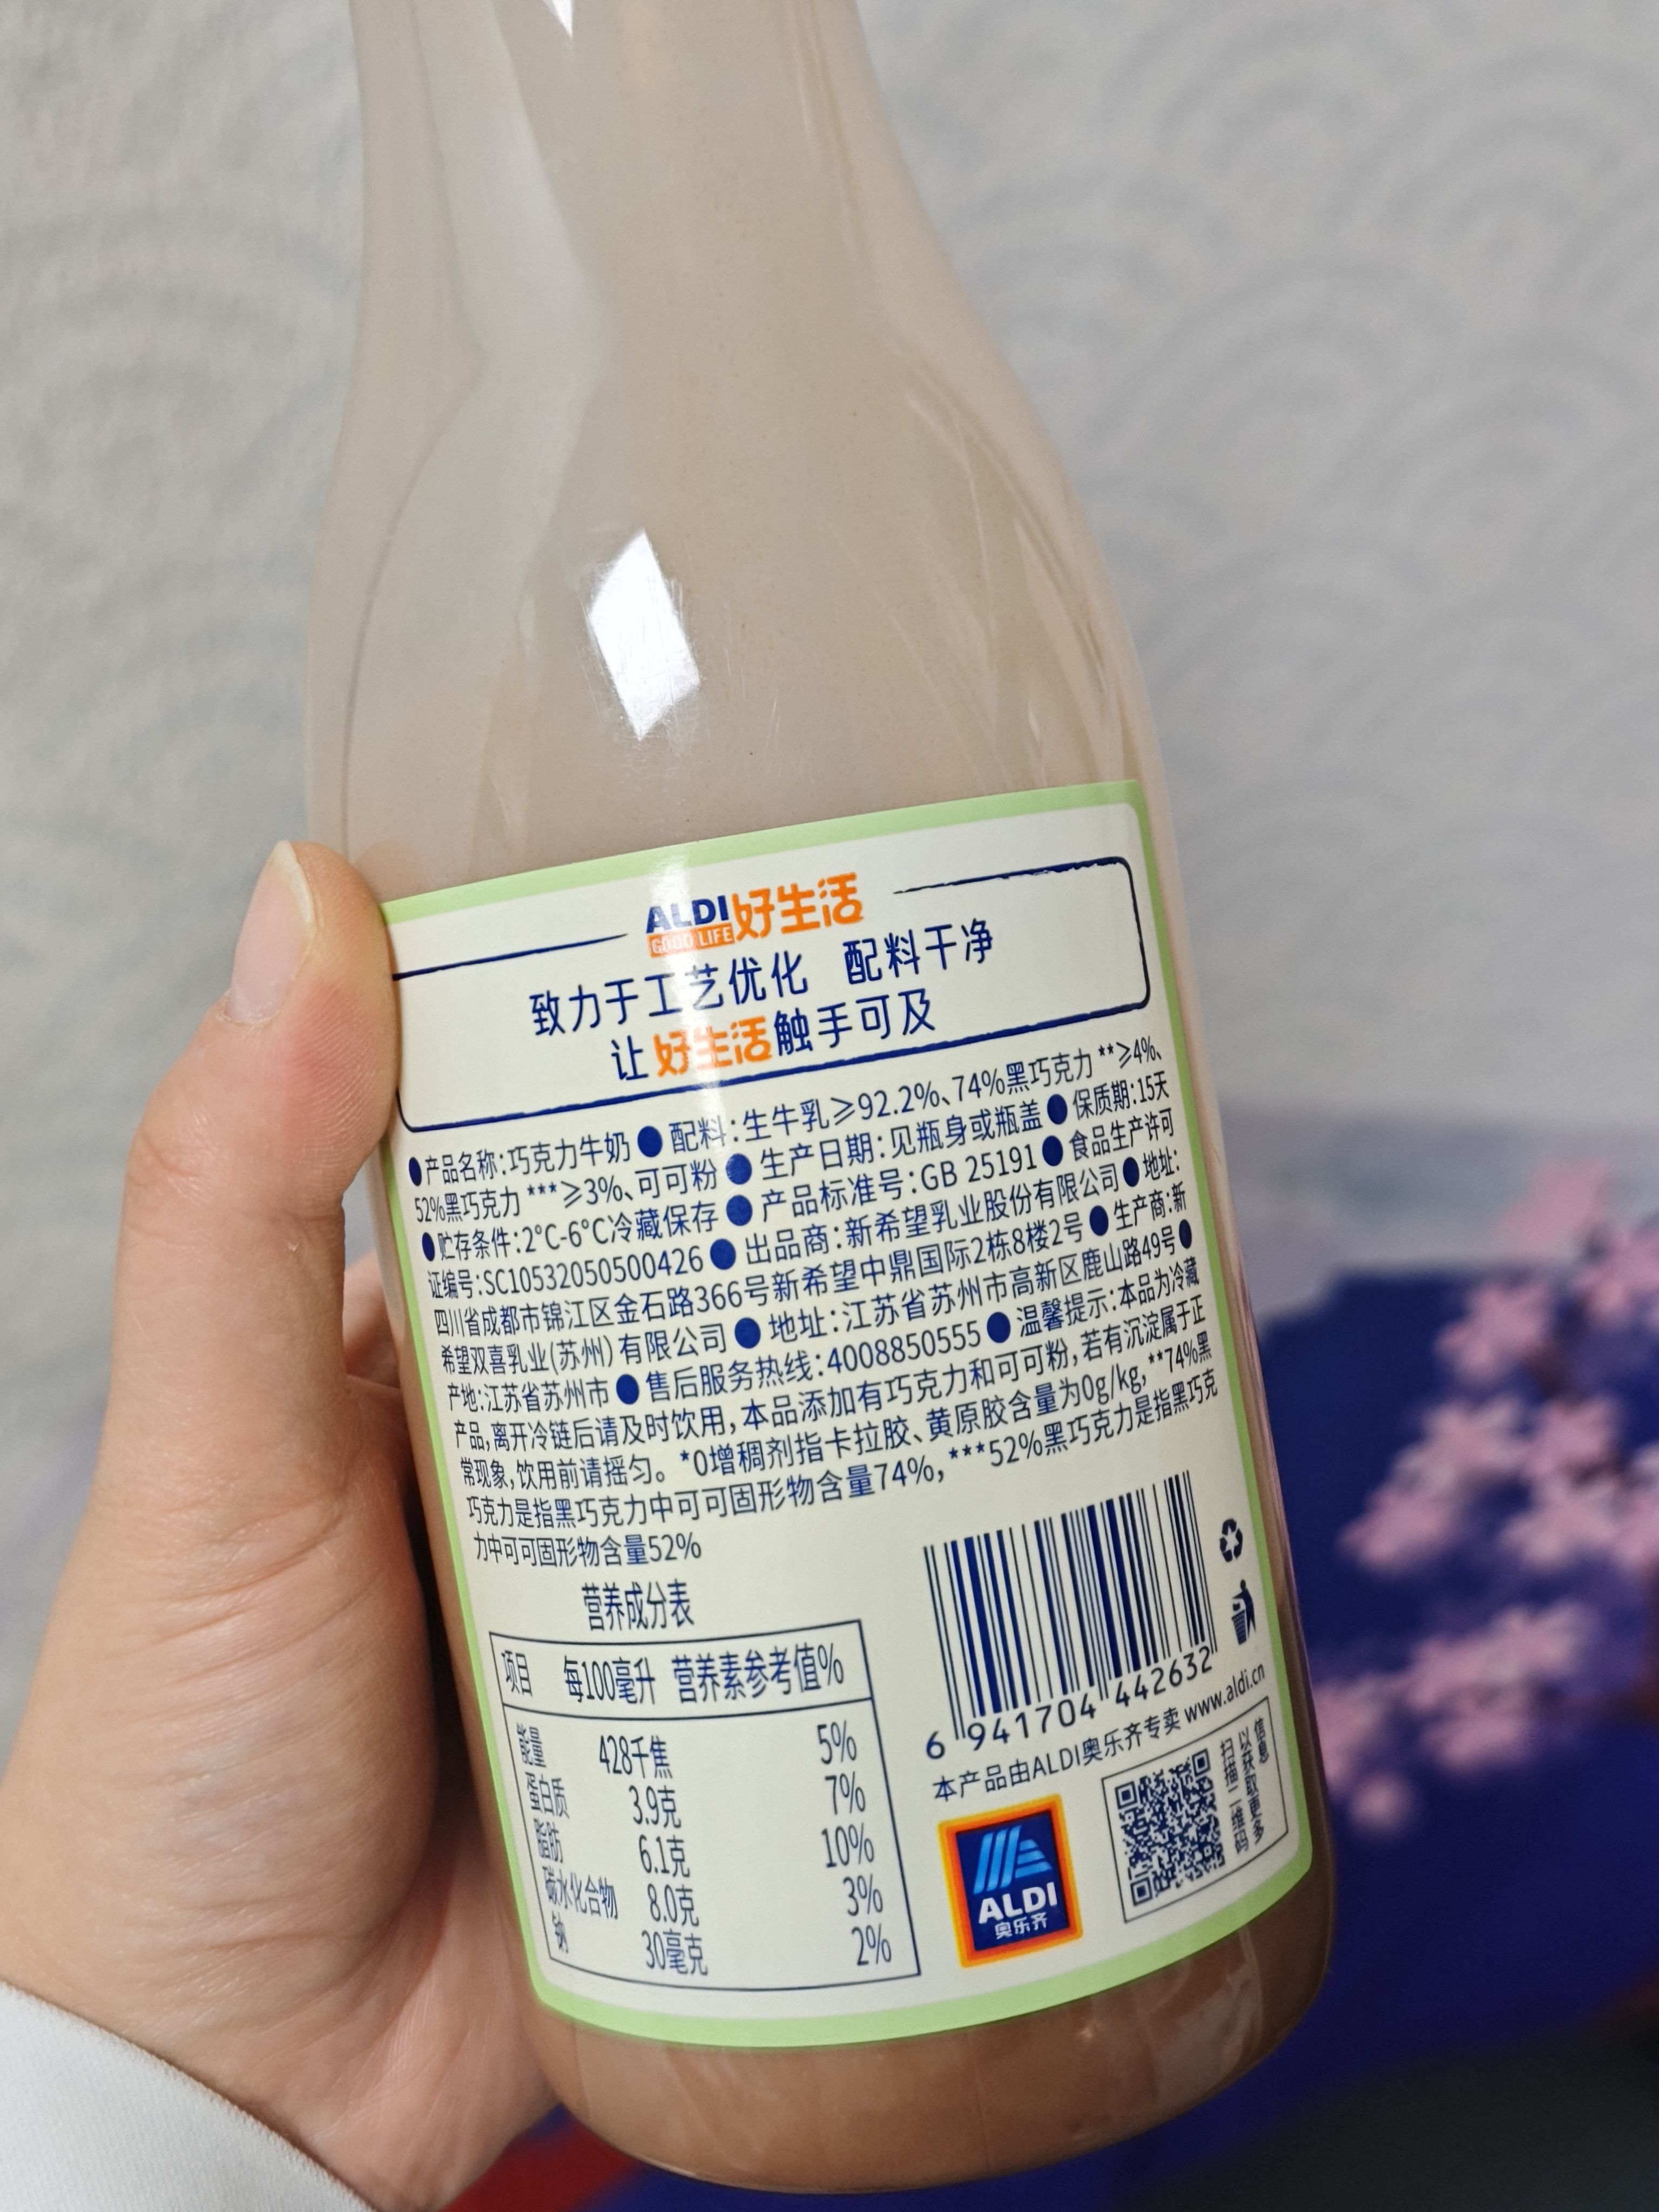 ALDI好生活
GOOD LIFE
致力于工艺优化 配料干净
让好生活触手可及
●产品名称:巧克力牛奶●配料:生牛乳≥92.2%、74%黑巧克力**≥4%、
52%黑巧克力***≥3%、可可粉●生产日期:见瓶身或瓶盖●保质期:15天
●贮存条件:2°C-6°C冷藏保存●产品标准号:GB 25191●食品生产许可
证编号:SC10532050500426●出品商:新希望乳业股份有限公司●地址:
四川省成都市锦江区金石路366号新希望中鼎国际2栋8楼2号●生产商:新
希望双喜乳业(苏州)有限公司●地址:江苏省苏州市高新区鹿山路49号●
产地:江苏省苏州市●售后服务热线:4008850555●温馨提示:本品为冷藏
产品,离开冷链后请及时饮用,本品添加有巧克力和可可粉,若有沉淀属于正
常现象,饮用前请摇匀。*0增稠剂指卡拉胶、黄原胶含量为0g/kg,**74%黑
巧克力是指黑巧克力中可可固形物含量74%,***52%黑巧克力是指黑巧克
力中可可固形物含量52%
营养成分表
项目 每100毫升 营养素参考值%
能量 428千焦 5%
蛋白质 3.9克 7%
脂肪 6.1克 10%
碳水化合物 8.0克 3%
钠 30毫克 2%
6 941704 442632
本产品由ALDI奥乐齐专卖 www.aldi.cn
ALDI
奥乐齐
扫描二维码
以获取更多
信息